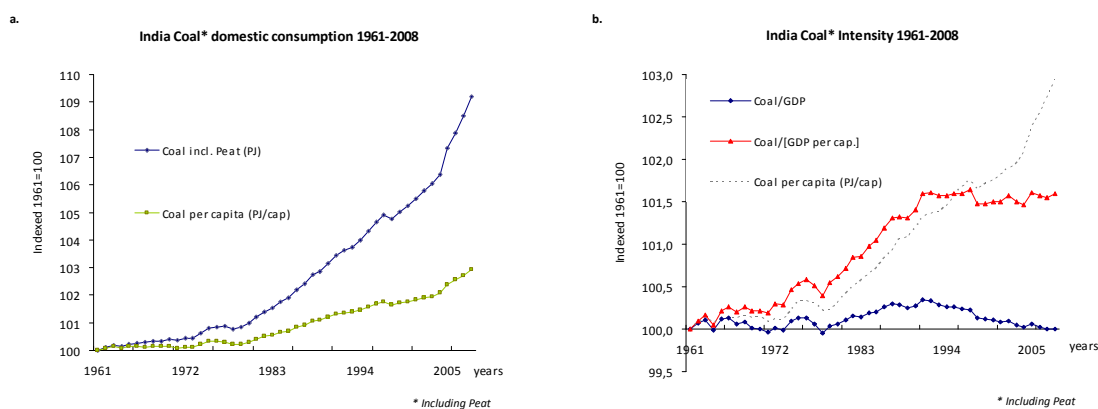 a.
India Coal* domestic consumption 1961-2008
Indexed 1961=100
110
109
108
107
106
105
104
103
102
101
100
Coal incl. Peat (PJ)
Coal per capita (PJ/cap)
1961 1972 1983 1994 2005 years
* Including Peat
b.
India Coal* Intensity 1961-2008
Indexed 1961=100
103,0
102,5
102,0
101,5
101,0
100,5
100,0
99,5
Coal/GDP
Coal/[GDP per cap.]
Coal per capita (PJ/cap)
1961 1972 1983 1994 2005 years
* Including Peat